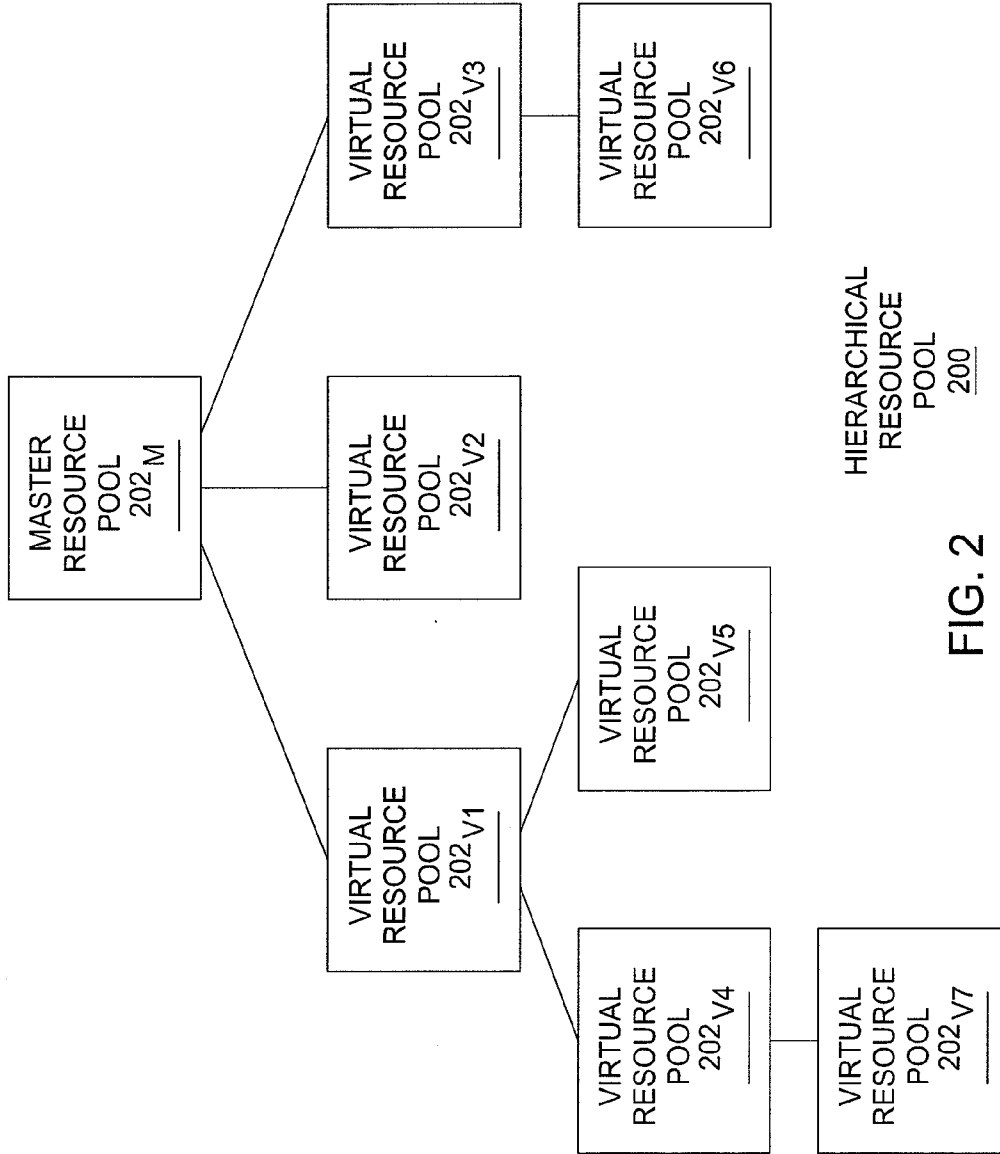 MASTER
RESOURCE
POOL
202M
VIRTUAL
RESOURCE
POOL
202V1
VIRTUAL
RESOURCE
POOL
202V2
VIRTUAL
RESOURCE
POOL
202V3
VIRTUAL
RESOURCE
POOL
202V4
VIRTUAL
RESOURCE
POOL
202V5
VIRTUAL
RESOURCE
POOL
202V6
VIRTUAL
RESOURCE
POOL
202V7
HIERARCHICAL
RESOURCE
POOL
200
FIG. 2